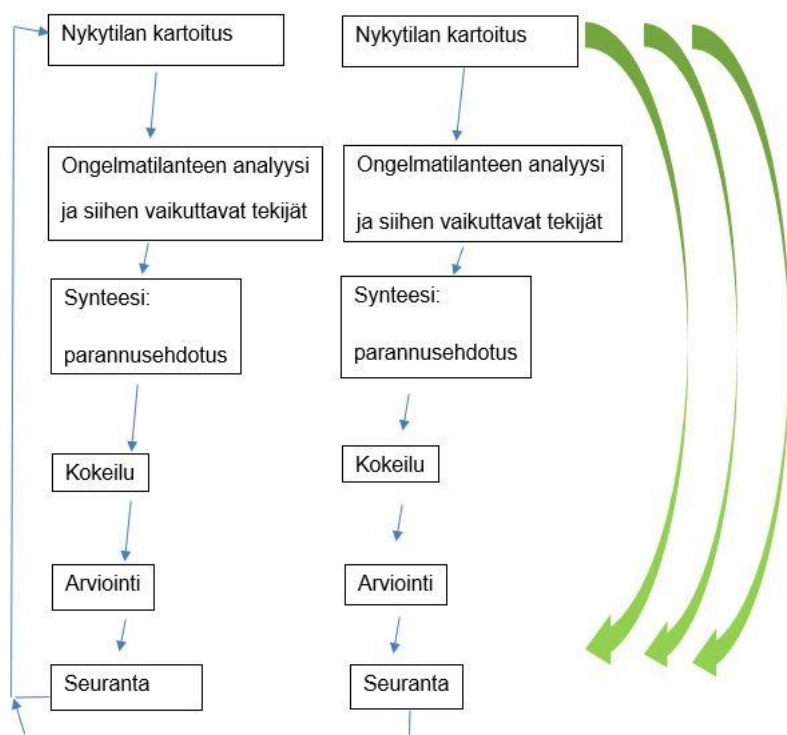 Nykytilan kartoitus
Ongelmatilanteen analyysi
ja siihen vaikuttavat tekijät
Synteesi:
parannusehdotus
Kokeilu
Arviointi
Seuranta
Nykytilan kartoitus
Ongelmatilanteen analyysi
ja siihen vaikuttavat tekijät
Synteesi:
parannusehdotus
Kokeilu
Arviointi
Seuranta